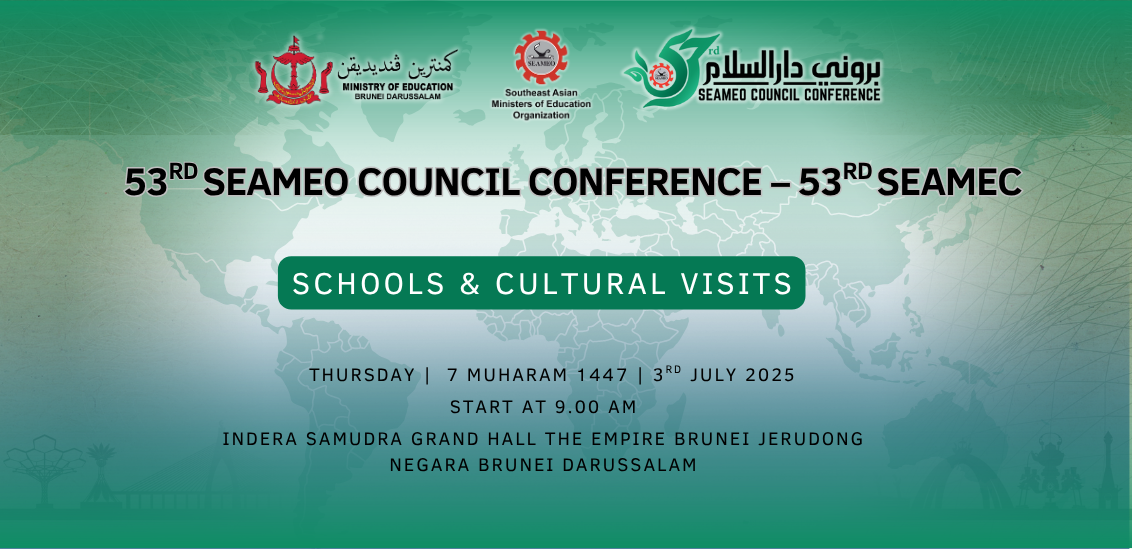 كمنترين ڤنديديقن
MINISTRY OF EDUCATION
BRUNEI DARUSSALAM
SEAMEO
Southeast Asian
Ministers of Education
Organization
53rd
بروني دارالسلام
SEAMEO COUNCIL CONFERENCE
53RD SEAMEO COUNCIL CONFERENCE – 53RD SEAMEC
SCHOOLS & CULTURAL VISITS
THURSDAY | 7 MUHARAM 1447 | 3RD JULY 2025
START AT 9.00 AM
INDERA SAMUDRA GRAND HALL THE EMPIRE BRUNEI JERUDONG
NEGARA BRUNEI DARUSSALAM